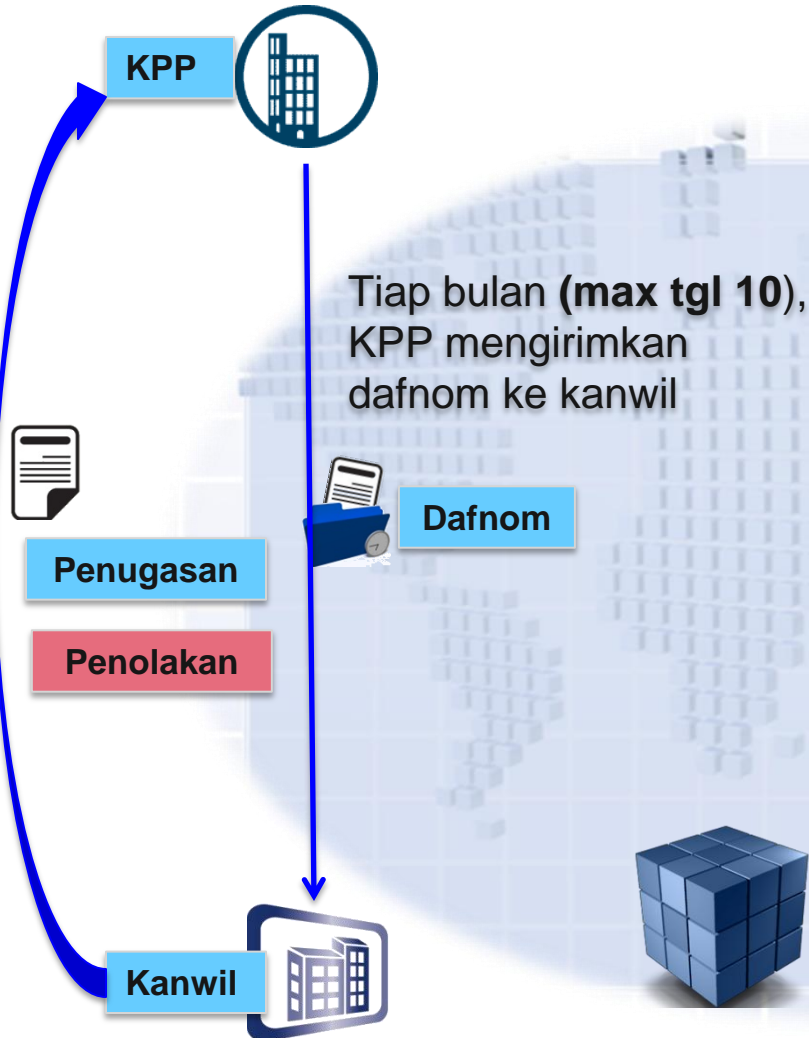 KPP
Tiap bulan (max tgl 10),
KPP mengirimkan
dafnom ke kanwil
Dafnom
Penugasan
Penolakan
Kanwil